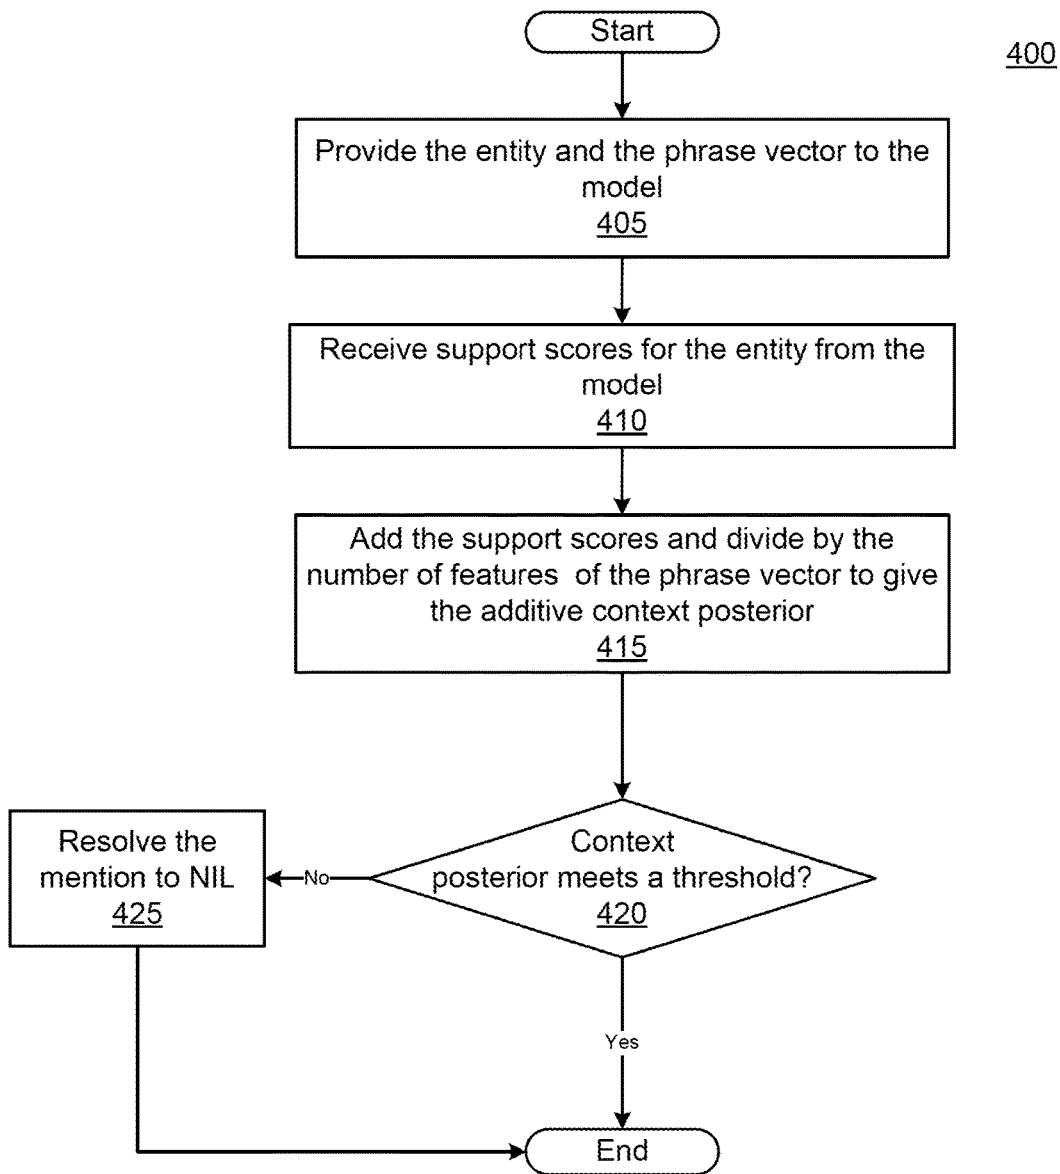 Start
400
Provide the entity and the phrase vector to the
model
405
Receive support scores for the entity from the
model
410
Add the support scores and divide by the
number of features of the phrase vector to give
the additive context posterior
415
Context
posterior meets a threshold?
420
No
Resolve the
mention to NIL
425
Yes
End